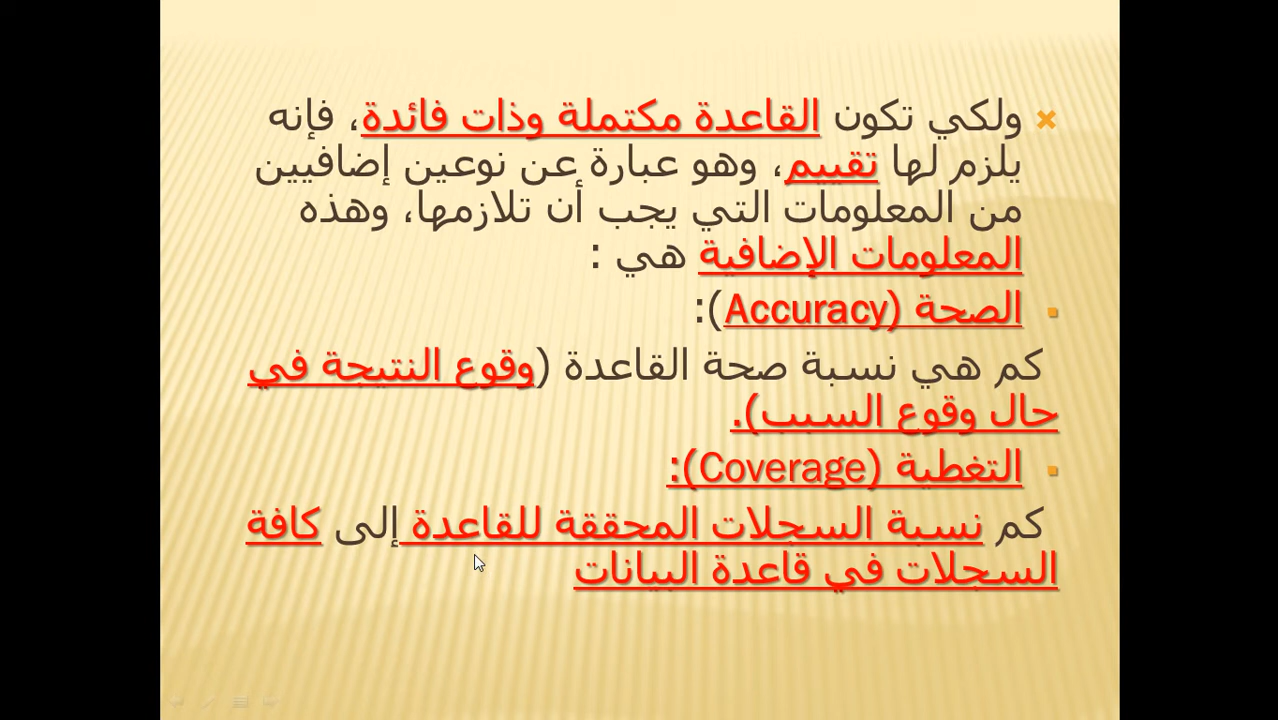 ولكي تكون القاعدة مكتملة وذات فائدة، فإنه
يلزم لها تقييم، وهو عبارة عن نوعين إضافيين
من المعلومات التي يجب أن تلازمها، وهذه
المعلومات الإضافية هي :
الصحة (Accuracy):
كم هي نسبة صحة القاعدة (وقوع النتيجة في
حال وقوع السبب).
التغطية (Coverage):
كم نسبة السجلات المحققة للقاعدة إلى كافة
السجلات في قاعدة البيانات